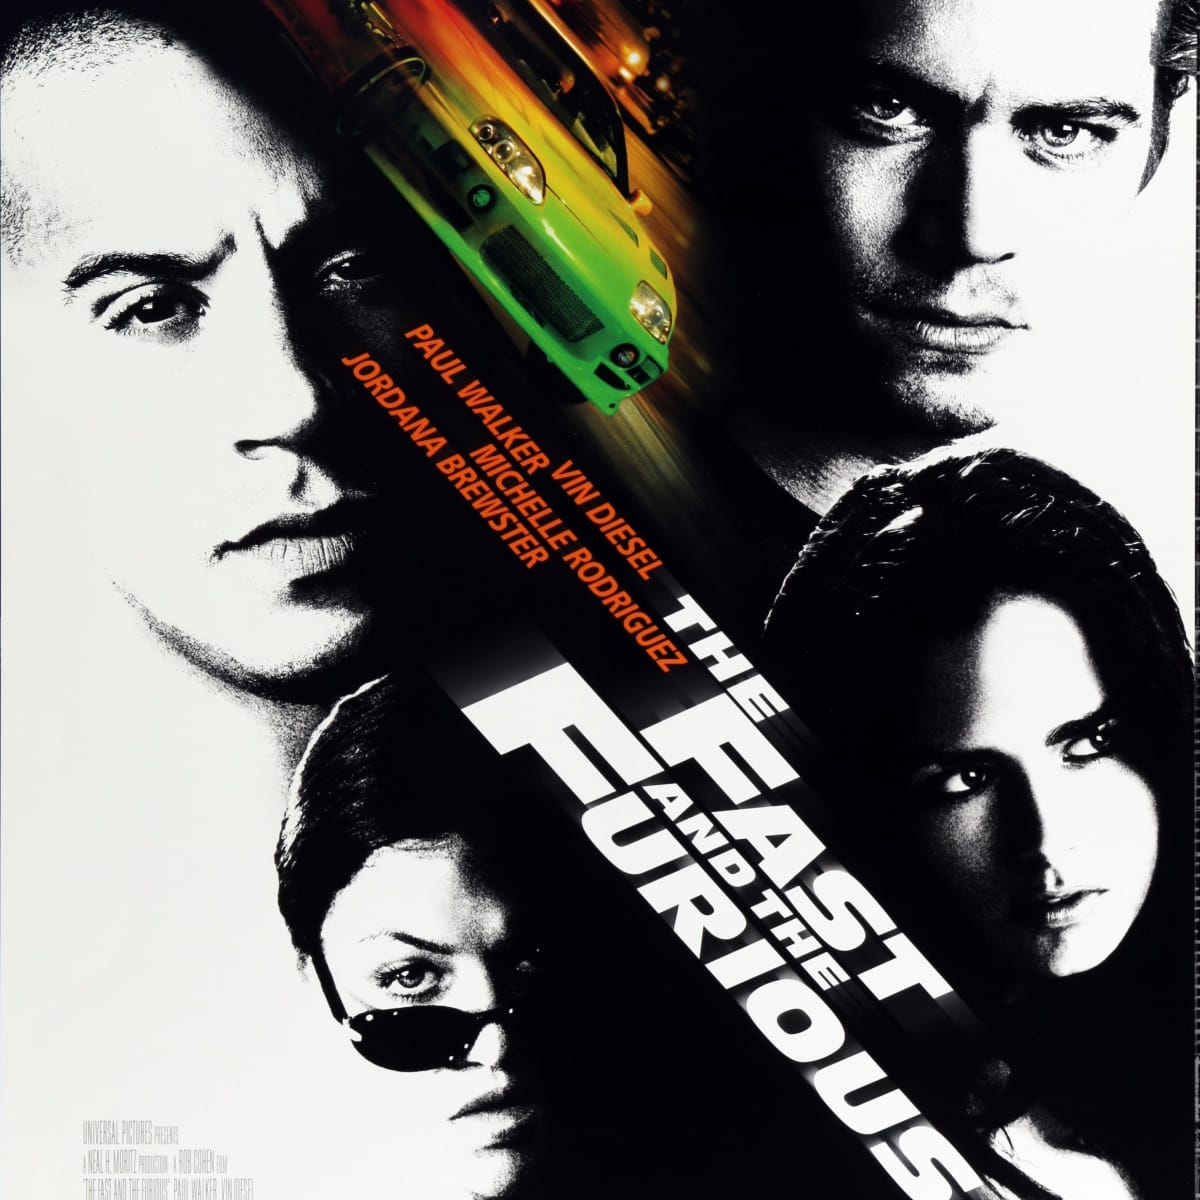 PAUL WALKER VIN DIESEL
MICHELLE RODRIGUEZ
JORDANA BREWSTER
THE
FAST
AND THE
FURIOUS
UNIVERSAL PICTURES PRESENTS
A NEAL H. MORITZ PRODUCTION A ROB COHEN FILM
"THE FAST AND THE FURIOUS" PAUL WALKER VIN DIESEL